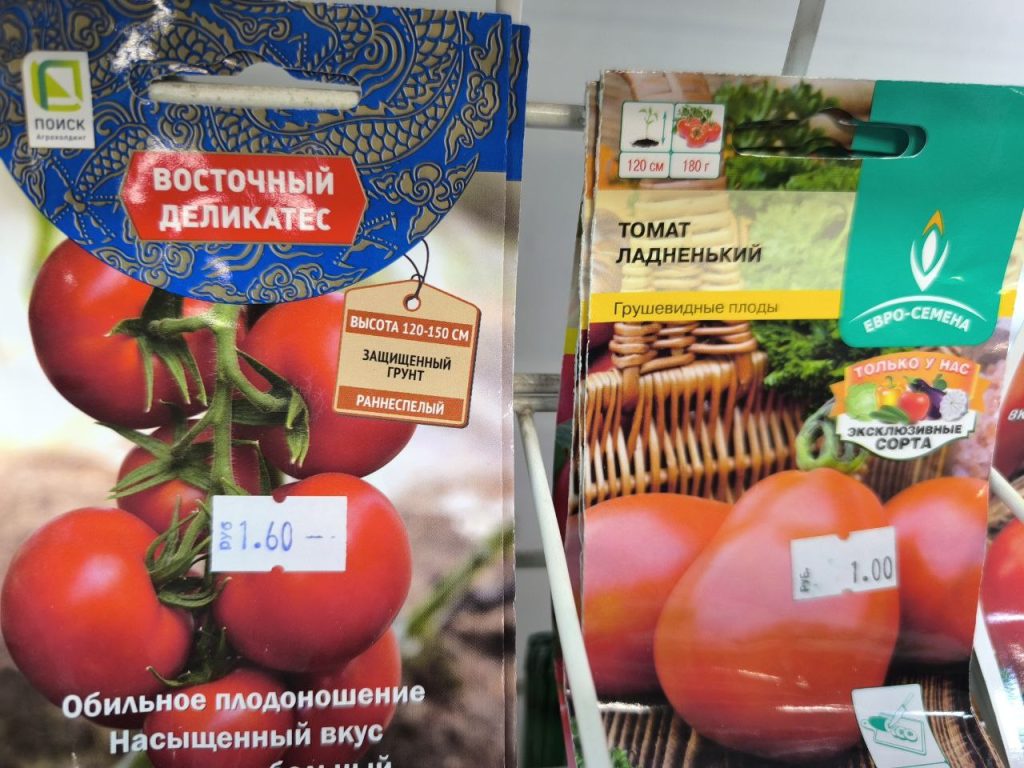 ПОИСК
Агрохолдинг
ВОСТОЧНЫЙ
ДЕЛИКАТЕС
ВЫСОТА 120-150 СМ
ЗАЩИЩЕННЫЙ
ГРУНТ
РАННЕСПЕЛЫЙ
РУБ 1.60 —
Обильное плодоношение
Насыщенный вкус
120 см
180 г
ТОМАТ
ЛАДНЕНЬКИЙ
Грушевидные плоды
ЕВРО-СЕМЕНА
ТОЛЬКО У НАС
ЭКСКЛЮЗИВНЫЕ
СОРТА
РУБ. 1.00